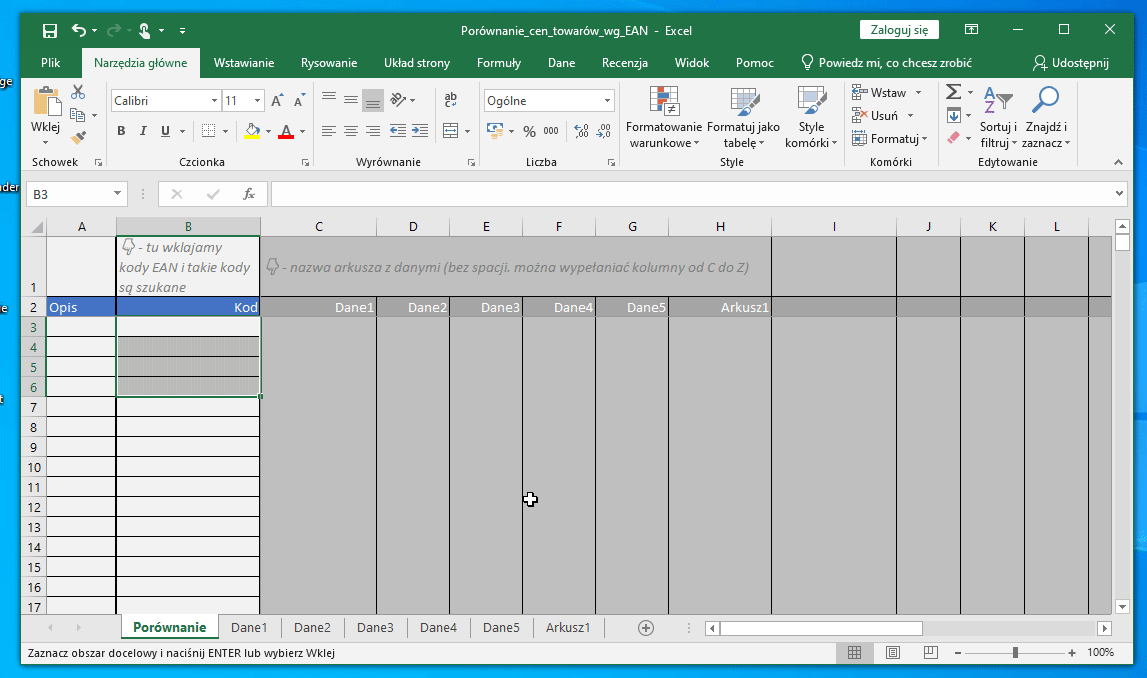 Porównanie_cen_towarów_wg_EAN - Excel
Zaloguj się
Plik Narzędzia główne Wstawianie Rysowanie Układ strony Formuły Dane Recenzja Widok Pomoc Powiedz mi, co chcesz zrobić Udostępnij
Wklej
Schowek
Calibri 11
B I U
Czcionka
ab
Wyrównanie
Ogólne
% 000
Liczba
Formatowanie warunkowe
Formatuj jako tabelę
Style komórki
Style
Wstaw
Usuń
Formatuj
Komórki
Sortuj i filtruj
Znajdź i zaznacz
Edytowanie
B3 fx
A B C D E F G H I J K L
1 - tu wklajamy
kody EAN i takie kody
są szukane
- nazwa arkusza z danymi (bez spacji. można wypełaniać kolumny od C do Z)
2 Opis Kod Dane1 Dane2 Dane3 Dane4 Dane5 Arkusz1
3
4
5
6
7
8
9
10
11
12
13
14
15
16
17
Porównanie Dane1 Dane2 Dane3 Dane4 Dane5 Arkusz1
Zaznacz obszar docelowy i naciśnij ENTER lub wybierz Wklej
100%
ge
der
e
t